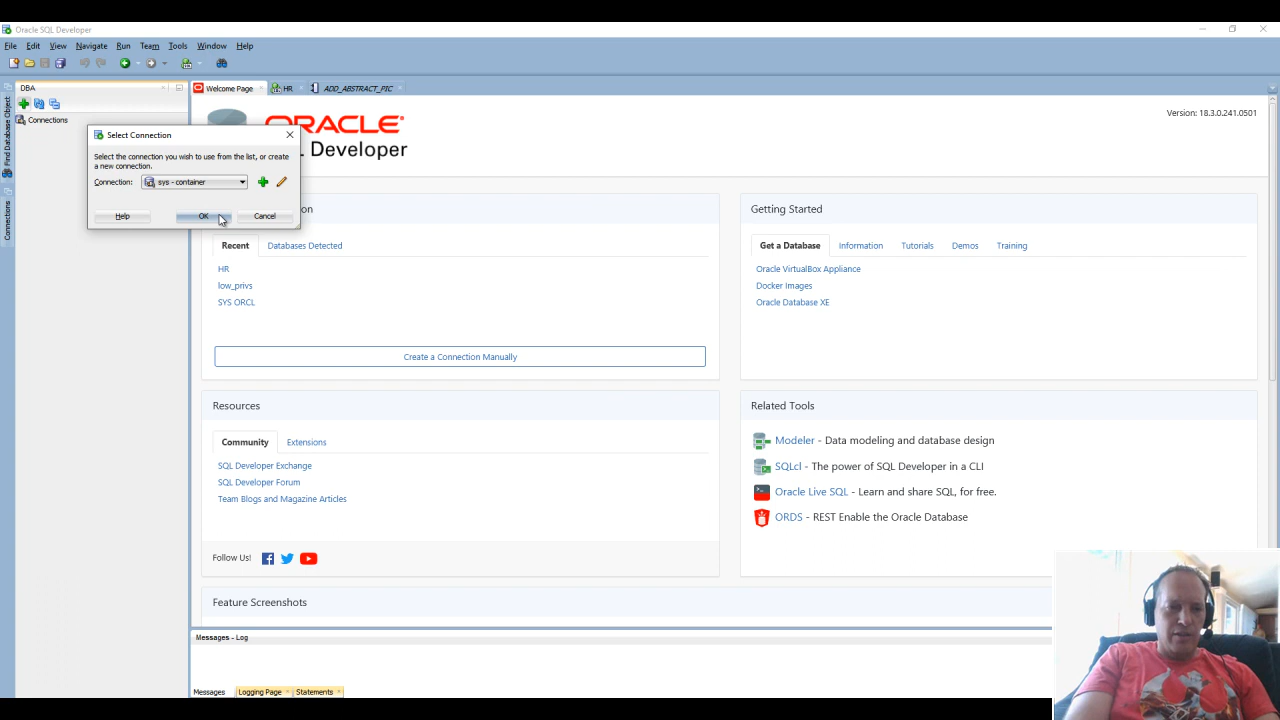 Oracle SQL Developer
File Edit View Navigate Run Team Tools Window Help
DBA
Welcome Page HR ADD_ABSTRACT_PIC
Connections
Find Database Object
Connections
Select Connection
Select the connection you wish to use from the list, or create
a new connection.
Connection: sys - container
Help OK Cancel
ORACLE
Developer
Version: 18.3.0.241.0501
on
Recent Databases Detected
HR
low_privs
SYS ORCL
Create a Connection Manually
Getting Started
Get a Database Information Tutorials Demos Training
Oracle VirtualBox Appliance
Docker Images
Oracle Database XE
Resources
Community Extensions
SQL Developer Exchange
SQL Developer Forum
Team Blogs and Magazine Articles
Follow Us!
Related Tools
Modeler - Data modeling and database design
SQLcl - The power of SQL Developer in a CLI
Oracle Live SQL - Learn and share SQL, for free.
ORDS - REST Enable the Oracle Database
Feature Screenshots
Messages - Log
Messages Logging Page Statements